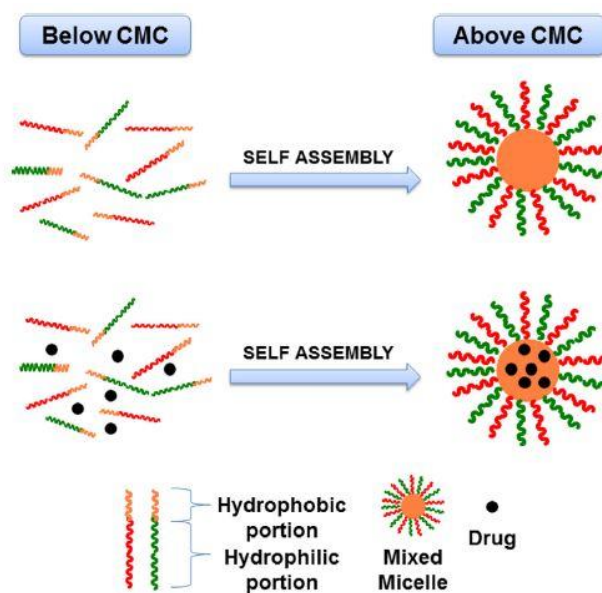 Below CMC
Above CMC
SELF ASSEMBLY
SELF ASSEMBLY
Hydrophobic
portion
Hydrophilic
portion
Mixed
Micelle
Drug